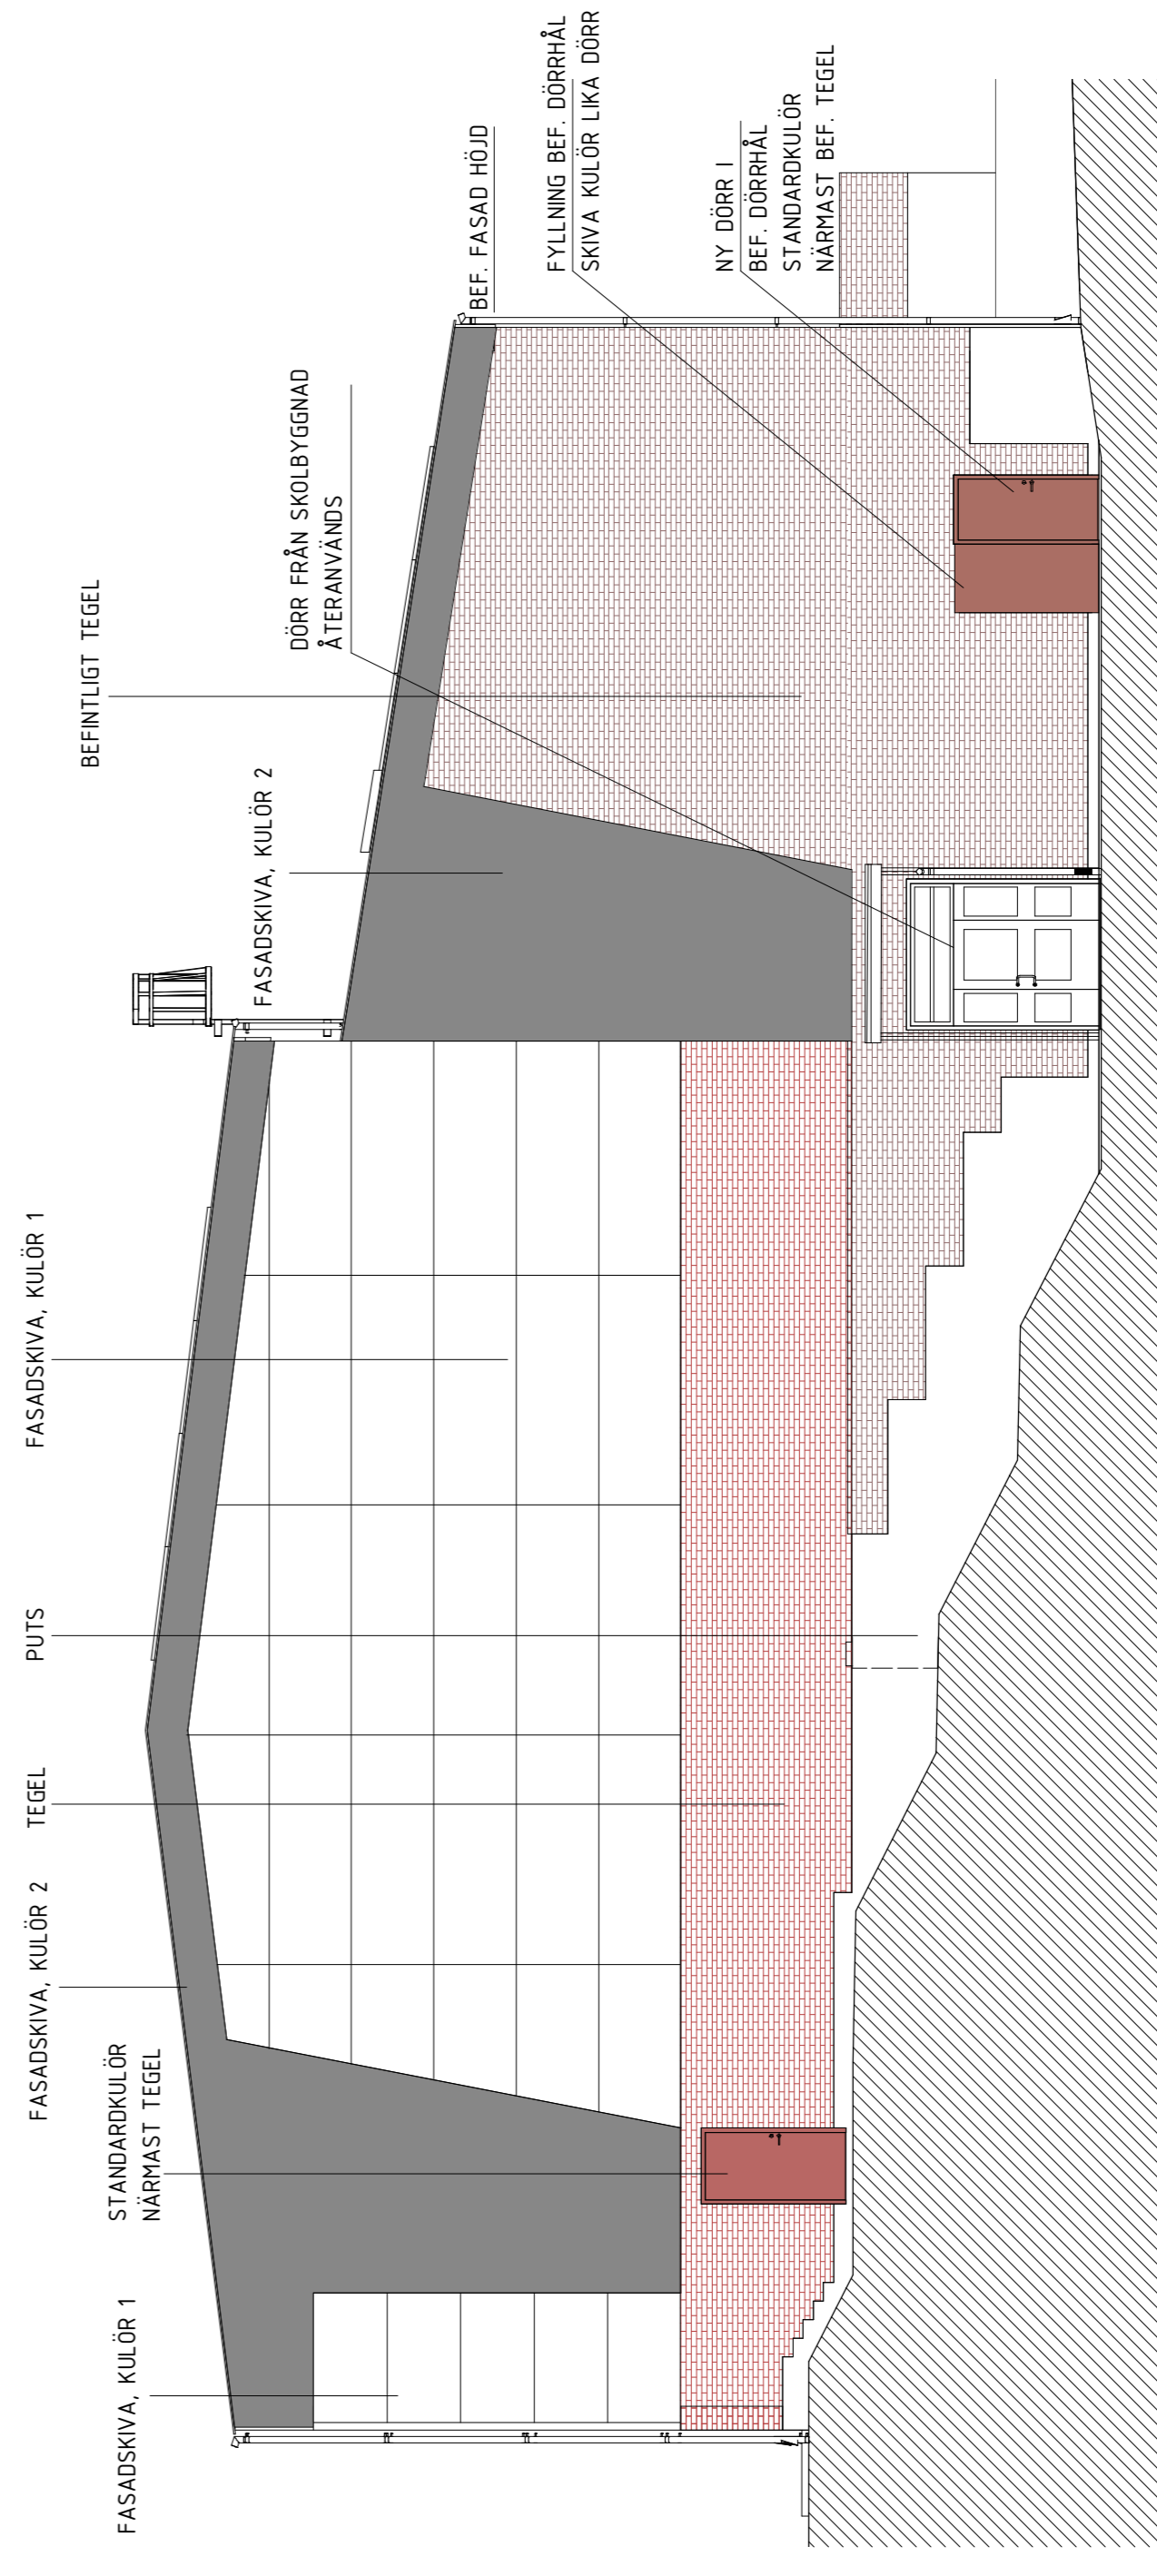 FASADSKIVA, KULÖR 1
STANDARDKULÖR
NÄRMAST TEGEL
FASADSKIVA, KULÖR 2
TEGEL
PUTS
FASADSKIVA, KULÖR 1
FASADSKIVA, KULÖR 2
BEFINTLIGT TEGEL
DÖRR FRÅN SKOLBYGGNAD
ÅTERANVÄNDS
BEF. FASAD HÖJD
FYLLNING BEF. DÖRRHÅL
SKIVA KULÖR LIKA DÖRR
NY DÖRR I
BEF. DÖRRHÅL
STANDARDKULÖR
NÄRMAST BEF. TEGEL